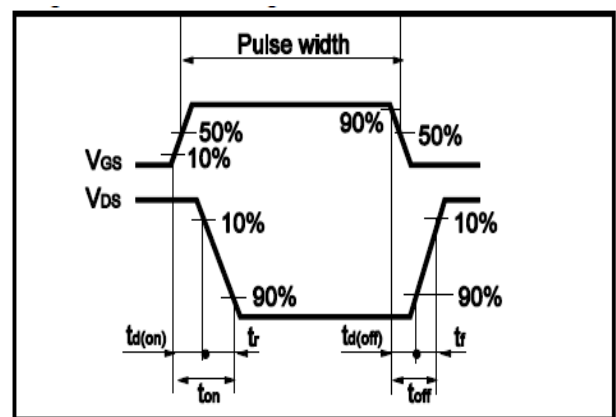 Pulse width
90%
50%
50%
10%
VGS
VDS
10%
10%
90%
90%
td(on)
tr
td(off)
tf
ton
toff